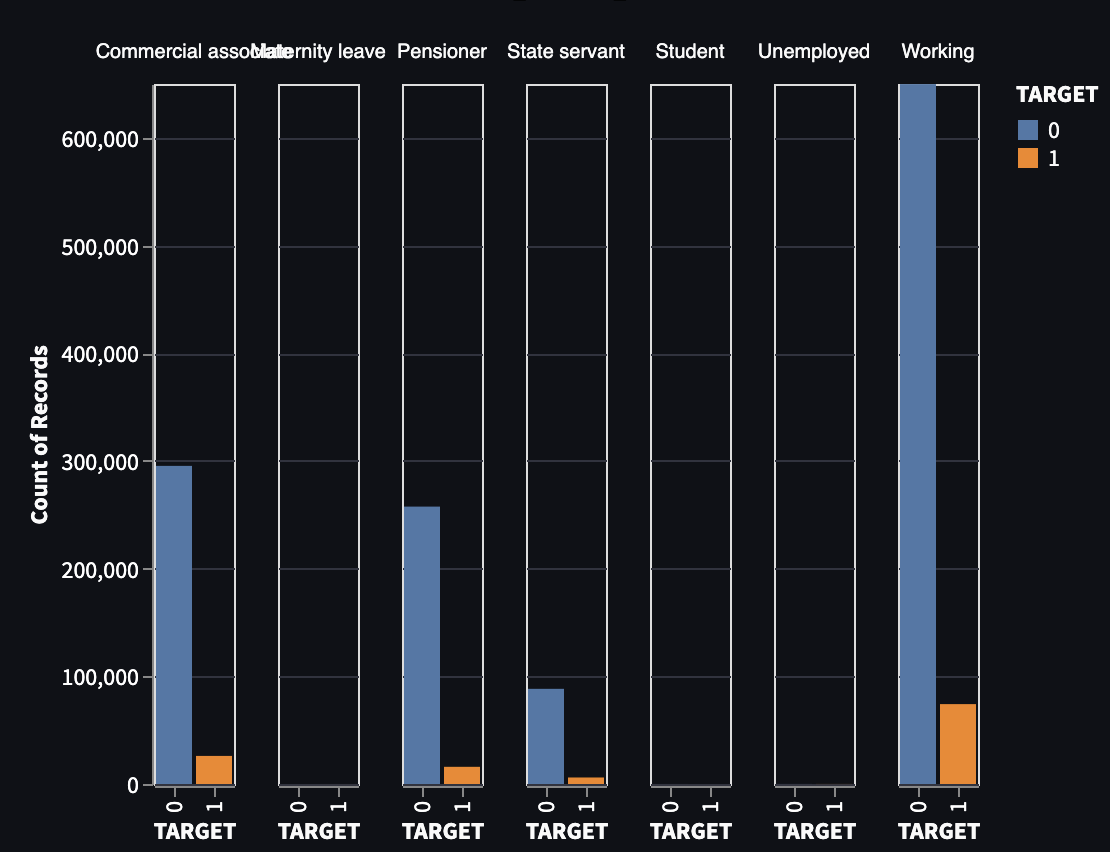 Commercial associate Maternity leave Pensioner State servant Student Unemployed Working
TARGET
0
1
600,000
500,000
400,000
300,000
200,000
100,000
0
Count of Records
0 1 0 1 0 1 0 1 0 1 0 1 0 1
TARGET TARGET TARGET TARGET TARGET TARGET TARGET